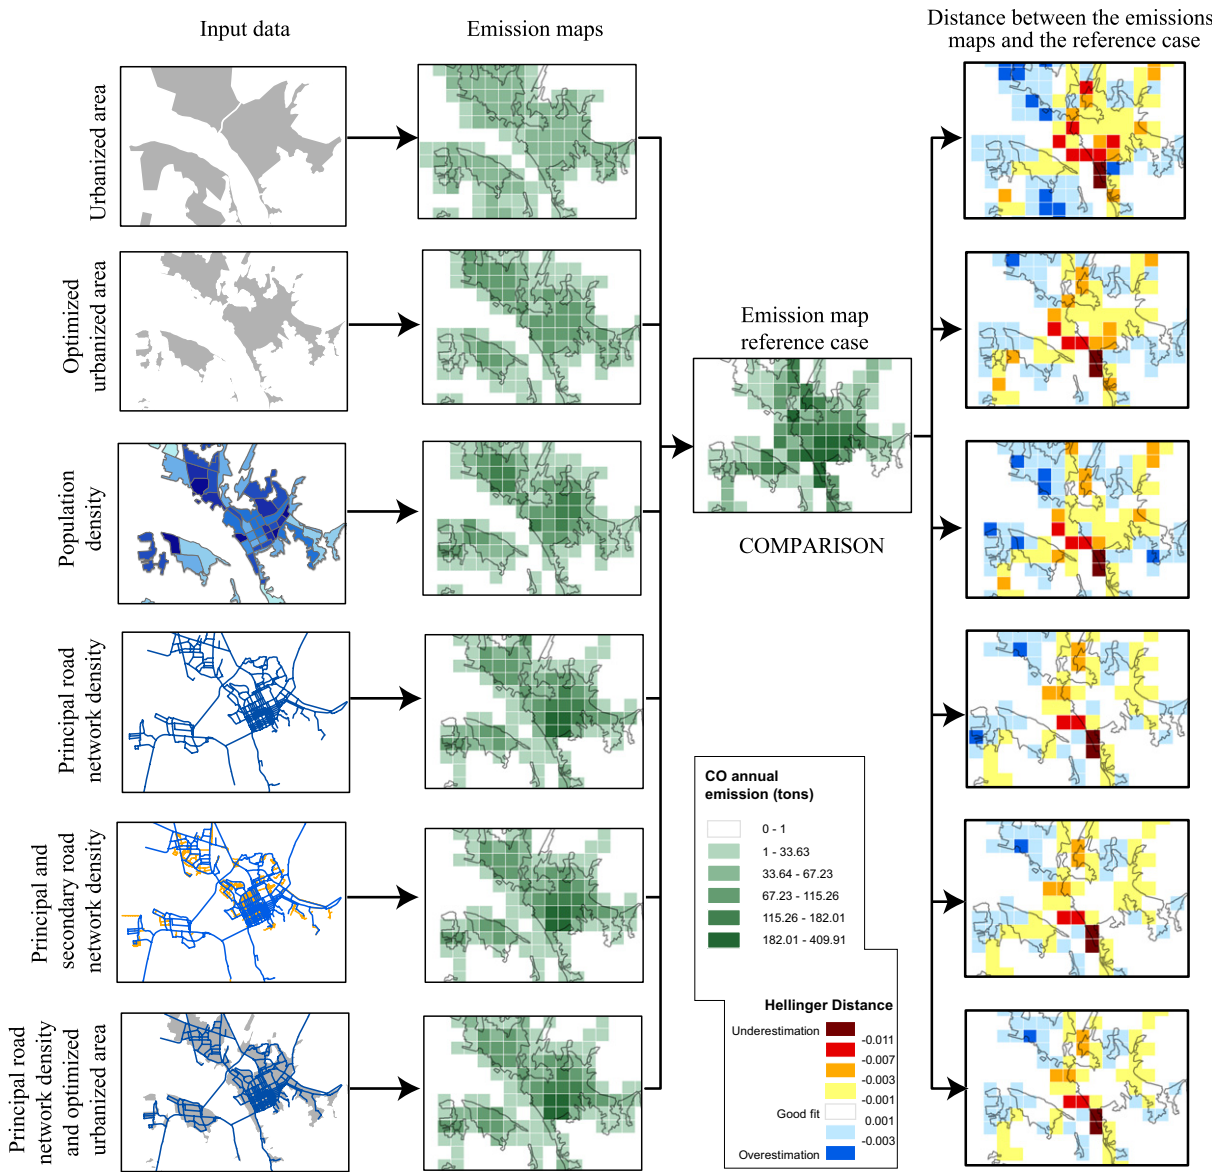 Input data
Emission maps
Distance between the emissions
maps and the reference case
Urbanized area
Optimized
urbanized area
Population
density
Principal road
network density
Principal and
secondary road
network density
Principal road
network density
and optimized
urbanized area
Emission map
reference case
COMPARISON
CO annual
emission (tons)
0 - 1
1 - 33.63
33.64 - 67.23
67.23 - 115.26
115.26 - 182.01
182.01 - 409.91
Hellinger Distance
Underestimation
-0.011
-0.007
-0.003
-0.001
Good fit
0.001
-0.003
Overestimation